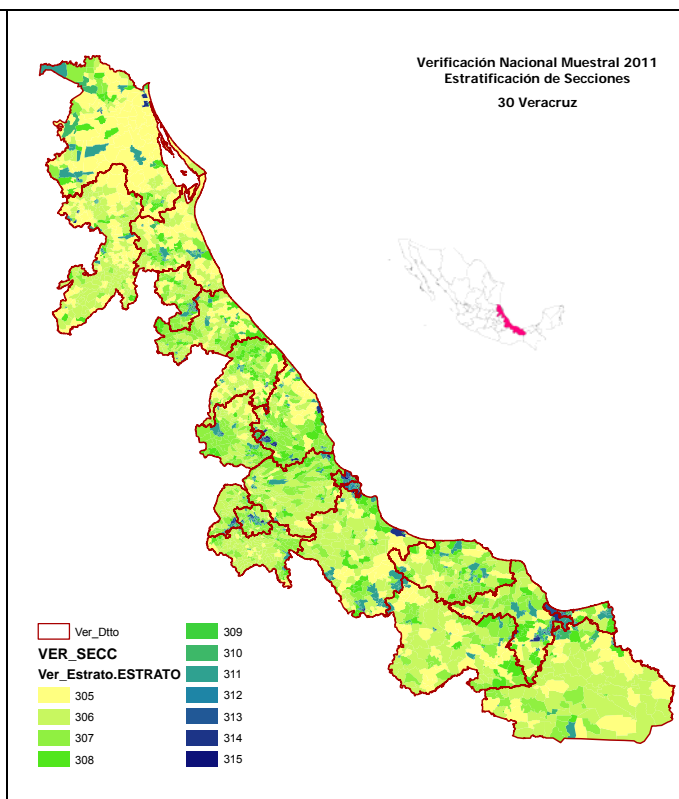 Verificación Nacional Muestral 2011
Estratificación de Secciones
30 Veracruz
Ver_Dtto
VER_SECC
Ver_Estrato.ESTRATO
305
306
307
308
309
310
311
312
313
314
315